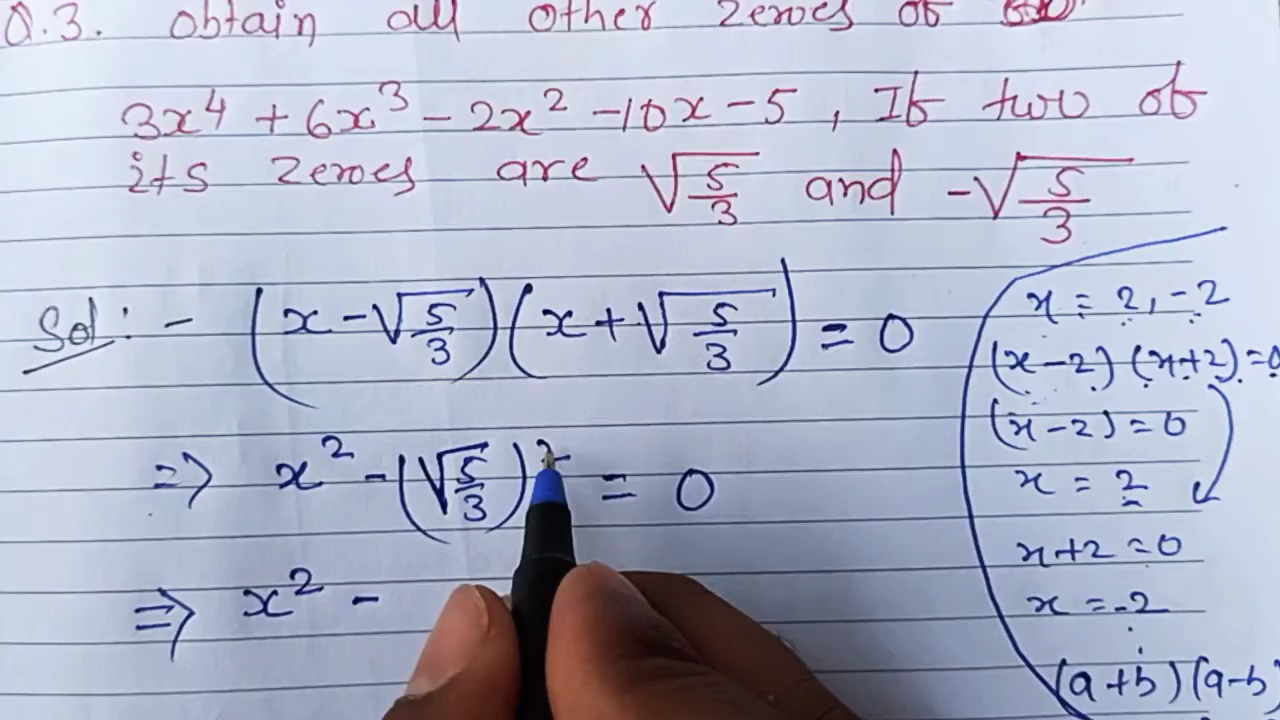 Q.3. Obtain all other zeroes of
3x⁴ + 6x³ - 2x² - 10x - 5 , If two of
its zeroes are √(5/3) and -√(5/3)
Sol : - (x - √(5/3)) (x + √(5/3)) = 0
=> x² - (√(5/3))² = 0
=> x² -
x = 2, -2
(x-2) (x+2) = 0
(x-2) = 0
x = 2
x+2 = 0
x = -2
(a+b) (a-b)